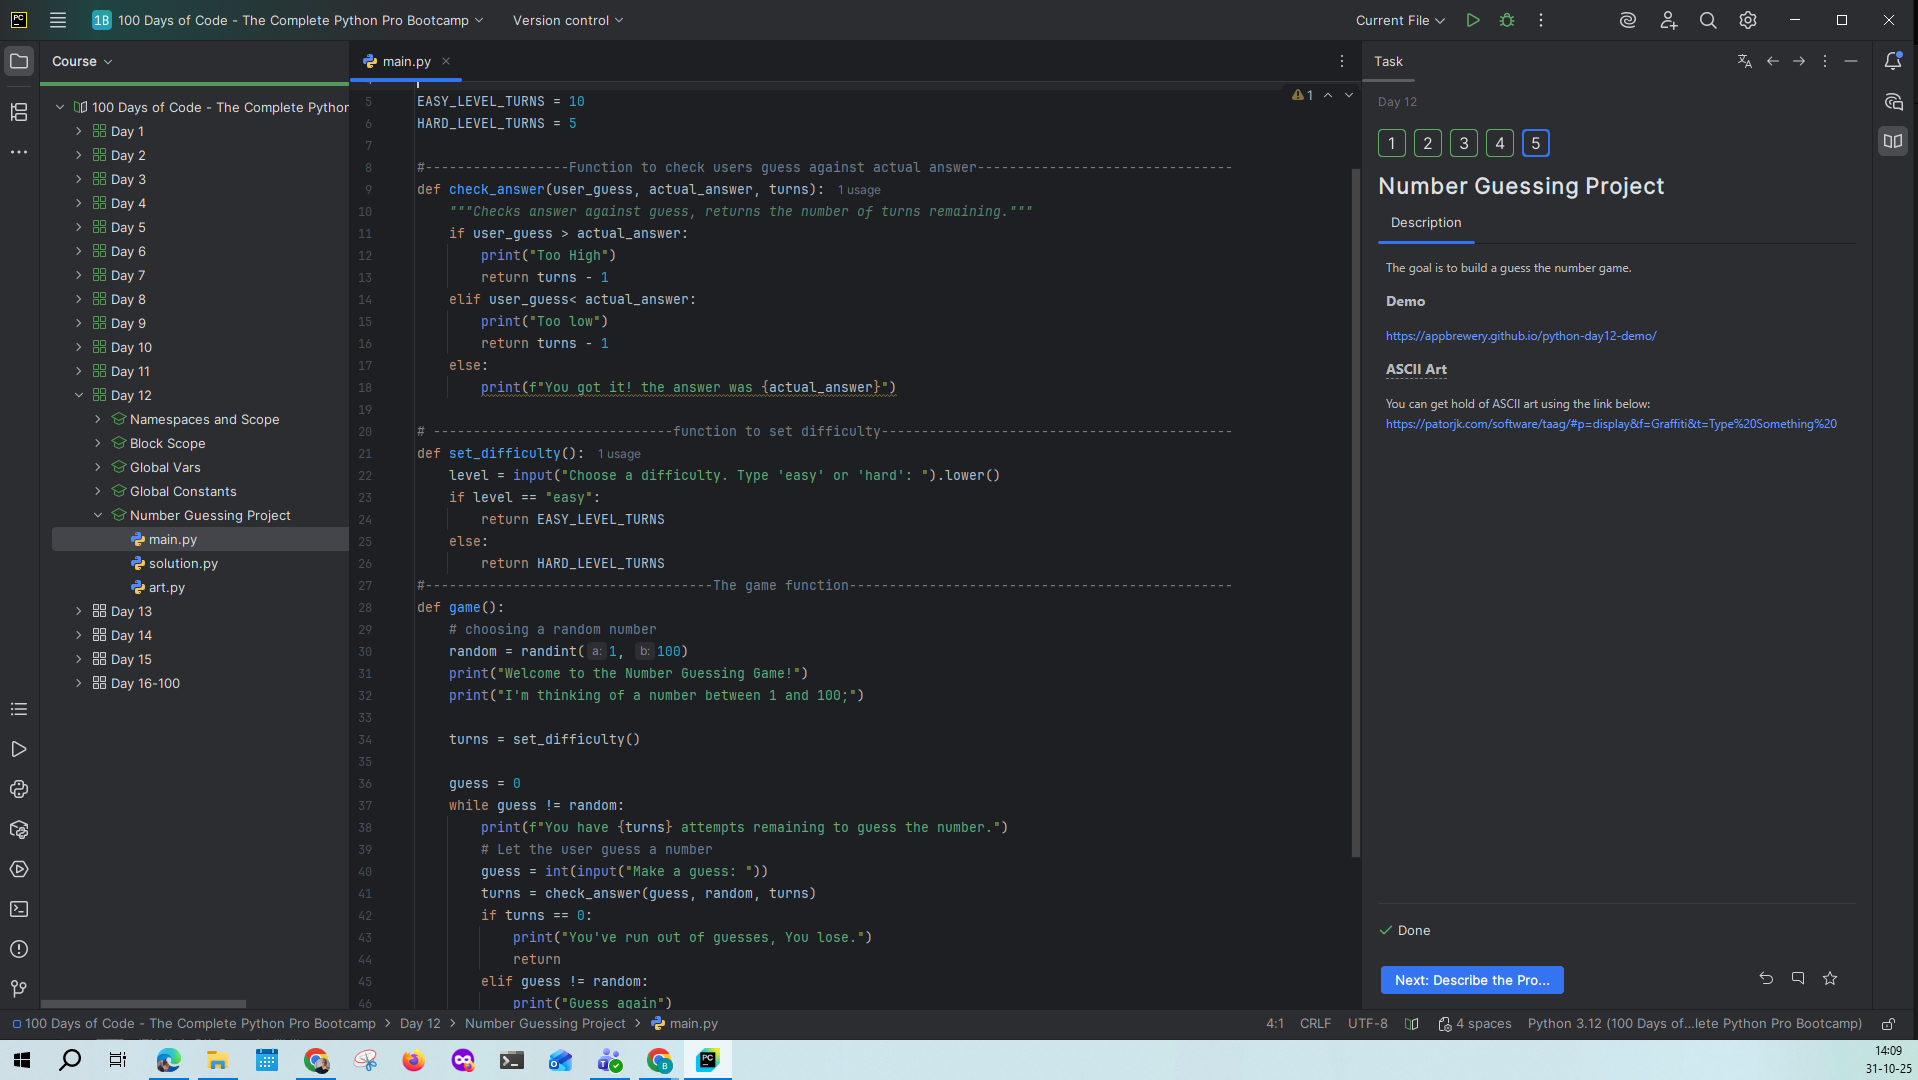 PC
1B 100 Days of Code - The Complete Python Pro Bootcamp
Version control
Current File
Course
100 Days of Code - The Complete Python
Day 1
Day 2
Day 3
Day 4
Day 5
Day 6
Day 7
Day 8
Day 9
Day 10
Day 11
Day 12
Namespaces and Scope
Block Scope
Global Vars
Global Constants
Number Guessing Project
main.py
solution.py
art.py
Day 13
Day 14
Day 15
Day 16-100
main.py
1
5 EASY_LEVEL_TURNS = 10
6 HARD_LEVEL_TURNS = 5
7
8 #------------------Function to check users guess against actual answer--------------------------------
9 def check_answer(user_guess, actual_answer, turns): 1 usage
10 """Checks answer against guess, returns the number of turns remaining."""
11 if user_guess > actual_answer:
12 print("Too High")
13 return turns - 1
14 elif user_guess< actual_answer:
15 print("Too low")
16 return turns - 1
17 else:
18 print(f"You got it! the answer was {actual_answer}")
19
20 # ------------------------------function to set difficulty--------------------------------------------
21 def set_difficulty(): 1 usage
22 level = input("Choose a difficulty. Type 'easy' or 'hard': ").lower()
23 if level == "easy":
24 return EASY_LEVEL_TURNS
25 else:
26 return HARD_LEVEL_TURNS
27 #------------------------------------The game function------------------------------------------------
28 def game():
29 # choosing a random number
30 random = randint( a: 1, b: 100)
31 print("Welcome to the Number Guessing Game!")
32 print("I'm thinking of a number between 1 and 100;")
33
34 turns = set_difficulty()
35
36 guess = 0
37 while guess != random:
38 print(f"You have {turns} attempts remaining to guess the number.")
39 # Let the user guess a number
40 guess = int(input("Make a guess: "))
41 turns = check_answer(guess, random, turns)
42 if turns == 0:
43 print("You've run out of guesses, You lose.")
44 return
45 elif guess != random:
46 print("Guess again")
Task
Day 12
1 2 3 4 5
Number Guessing Project
Description
The goal is to build a guess the number game.
Demo
https://appbrewery.github.io/python-day12-demo/
ASCII Art
You can get hold of ASCII art using the link below:
https://patorjk.com/software/taag/#p=display&f=Graffiti&t=Type%20Something%20
Done
Next: Describe the Pro...
100 Days of Code - The Complete Python Pro Bootcamp > Day 12 > Number Guessing Project > main.py
4:1 CRLF UTF-8 4 spaces Python 3.12 (100 Days of...lete Python Pro Bootcamp)
14:09
31-10-25